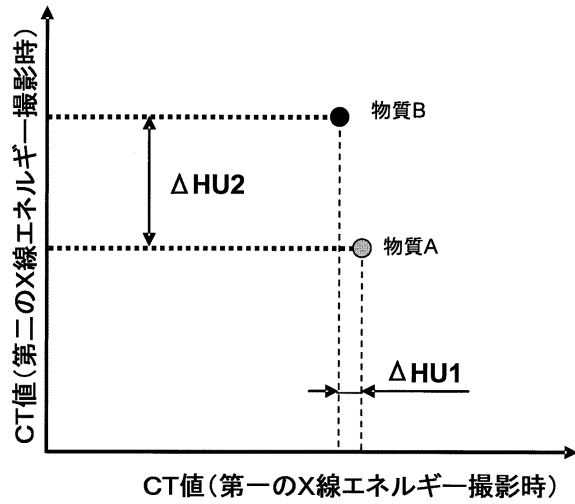 CT値(第二のX線エネルギー撮影時)
物質B
ΔHU2
物質A
ΔHU1
CT値(第一のX線エネルギー撮影時)